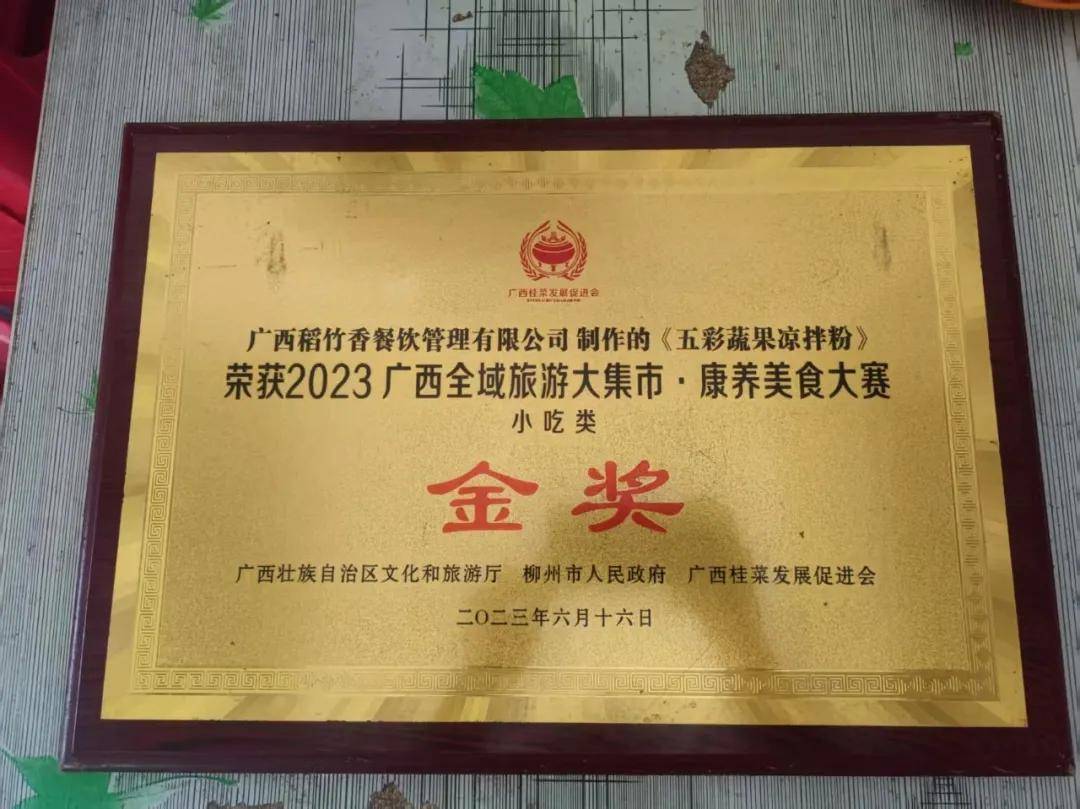 广西桂菜发展促进会
广西稻竹香餐饮管理有限公司 制作的《五彩蔬果凉拌粉》
荣获2023广西全域旅游大集市·康养美食大赛
小吃类
金奖
广西壮族自治区文化和旅游厅 柳州市人民政府 广西桂菜发展促进会
二〇二三年六月十六日